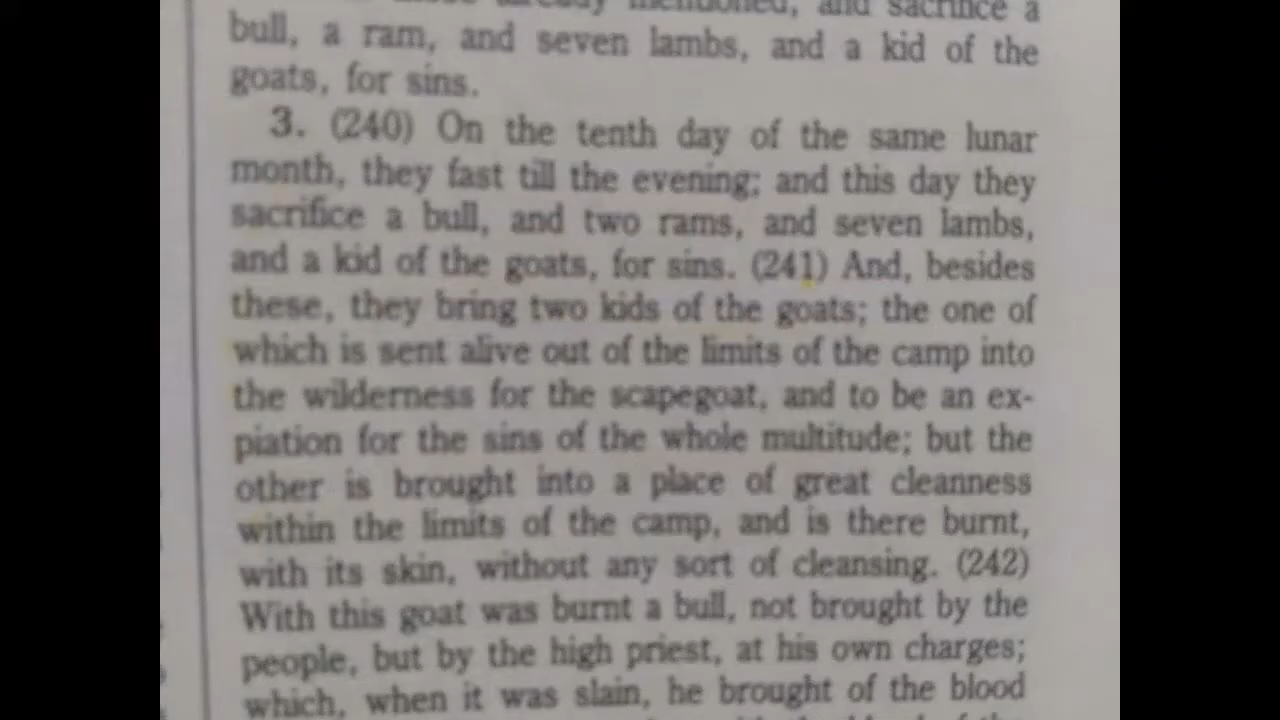 already mentioned, and sacrifice a
bull, a ram, and seven lambs, and a kid of the
goats, for sins.
3. (240) On the tenth day of the same lunar
month, they fast till the evening; and this day they
sacrifice a bull, and two rams, and seven lambs,
and a kid of the goats, for sins. (241) And, besides
these, they bring two kids of the goats; the one of
which is sent alive out of the limits of the camp into
the wilderness for the scapegoat, and to be an ex-
piation for the sins of the whole multitude; but the
other is brought into a place of great cleanness
within the limits of the camp, and is there burnt,
with its skin, without any sort of cleansing. (242)
With this goat was burnt a bull, not brought by the
people, but by the high priest, at his own charges;
which, when it was slain, he brought of the blood